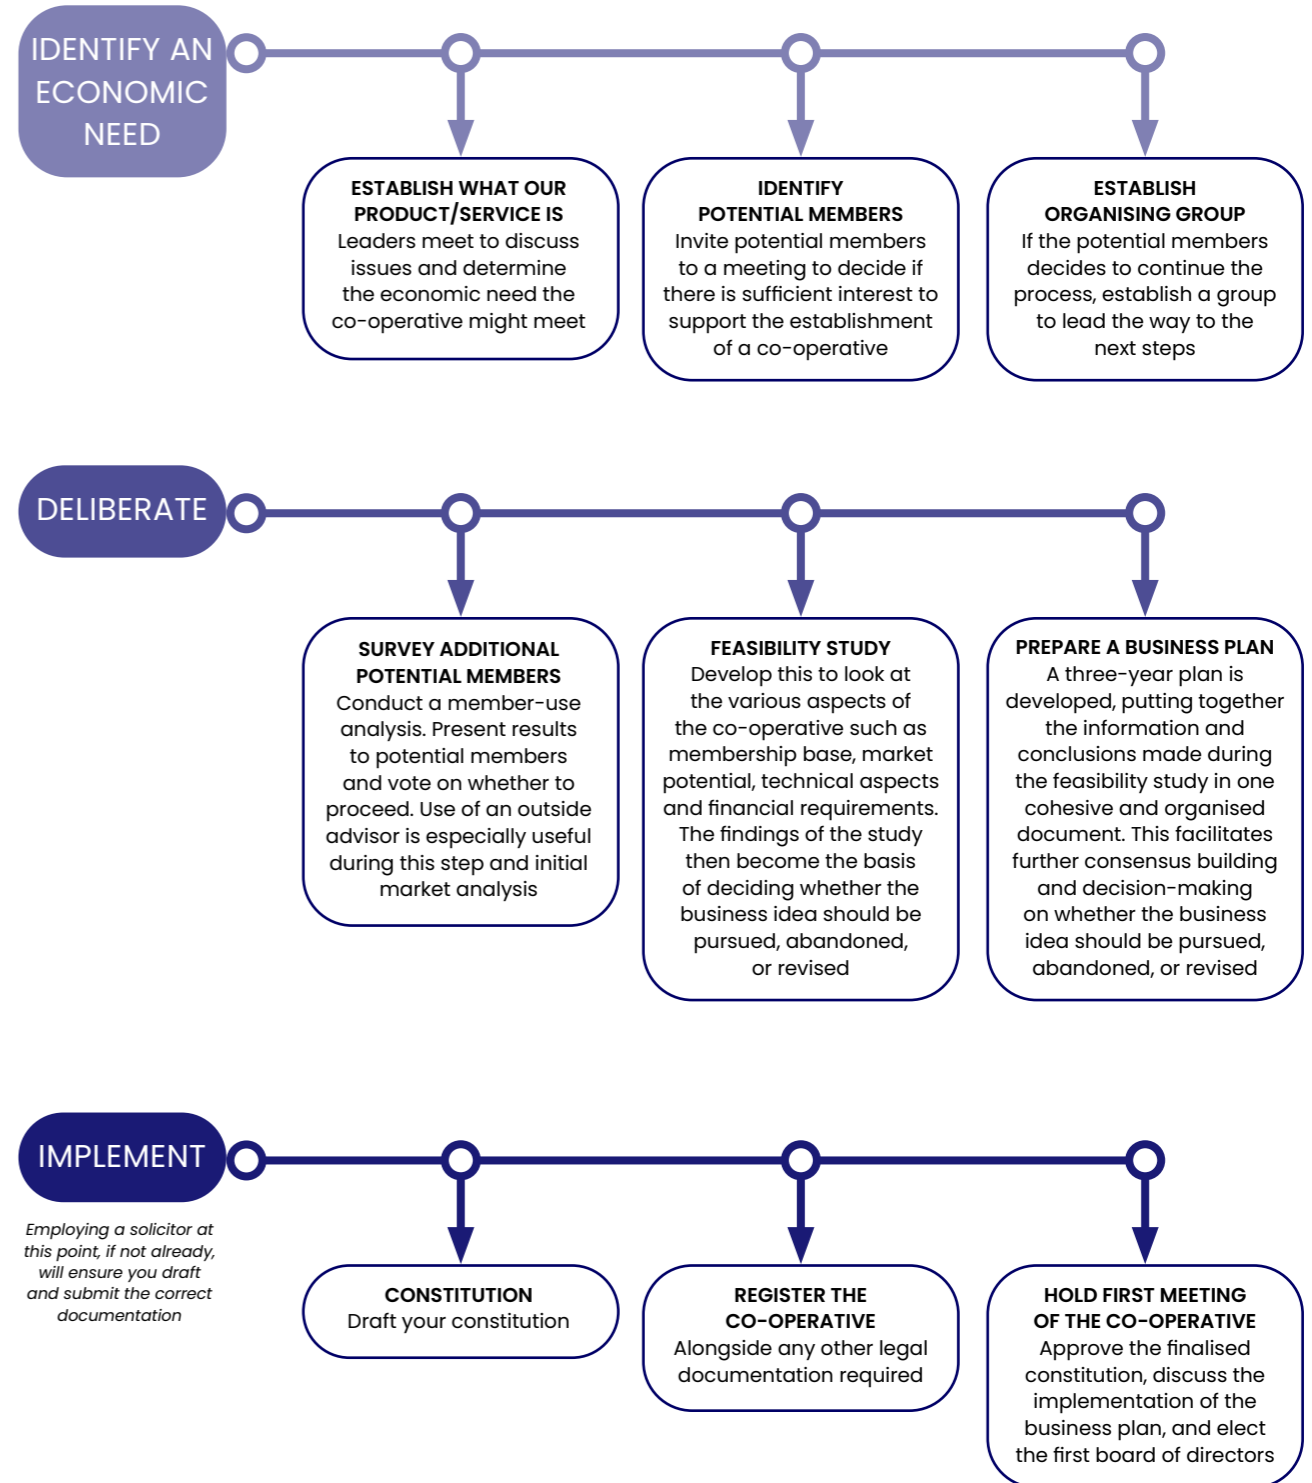 IDENTIFY AN
ECONOMIC
NEED
ESTABLISH WHAT OUR
PRODUCT/SERVICE IS
Leaders meet to discuss
issues and determine
the economic need the
co-operative might meet
IDENTIFY
POTENTIAL MEMBERS
Invite potential members
to a meeting to decide if
there is sufficient interest to
support the establishment
of a co-operative
ESTABLISH
ORGANISING GROUP
If the potential members
decides to continue the
process, establish a group
to lead the way to the
next steps
DELIBERATE
SURVEY ADDITIONAL
POTENTIAL MEMBERS
Conduct a member-use
analysis. Present results
to potential members
and vote on whether to
proceed. Use of an outside
advisor is especially useful
during this step and initial
market analysis
FEASIBILITY STUDY
Develop this to look at
the various aspects of
the co-operative such as
membership base, market
potential, technical aspects
and financial requirements.
The findings of the study
then become the basis
of deciding whether the
business idea should be
pursued, abandoned,
or revised
PREPARE A BUSINESS PLAN
A three-year plan is
developed, putting together
the information and
conclusions made during
the feasibility study in one
cohesive and organised
document. This facilitates
further consensus building
and decision-making
on whether the business
idea should be pursued,
abandoned, or revised
IMPLEMENT
Employing a solicitor at
this point, if not already,
will ensure you draft
and submit the correct
documentation
CONSTITUTION
Draft your constitution
REGISTER THE
CO-OPERATIVE
Alongside any other legal
documentation required
HOLD FIRST MEETING
OF THE CO-OPERATIVE
Approve the finalised
constitution, discuss the
implementation of the
business plan, and elect
the first board of directors